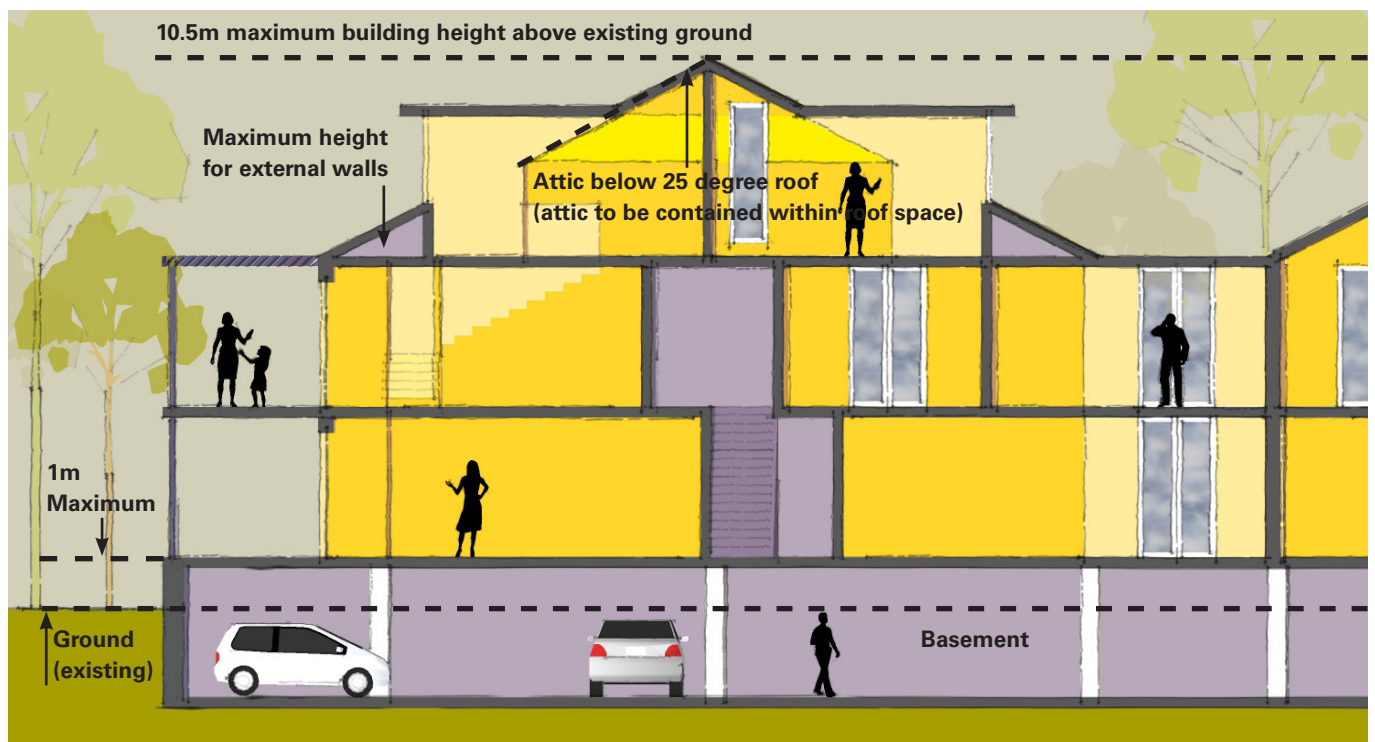 10.5m maximum building height above existing ground
Maximum height
for external walls
Attic below 25 degree roof
(attic to be contained within roof space)
1m
Maximum
Ground
(existing)
Basement